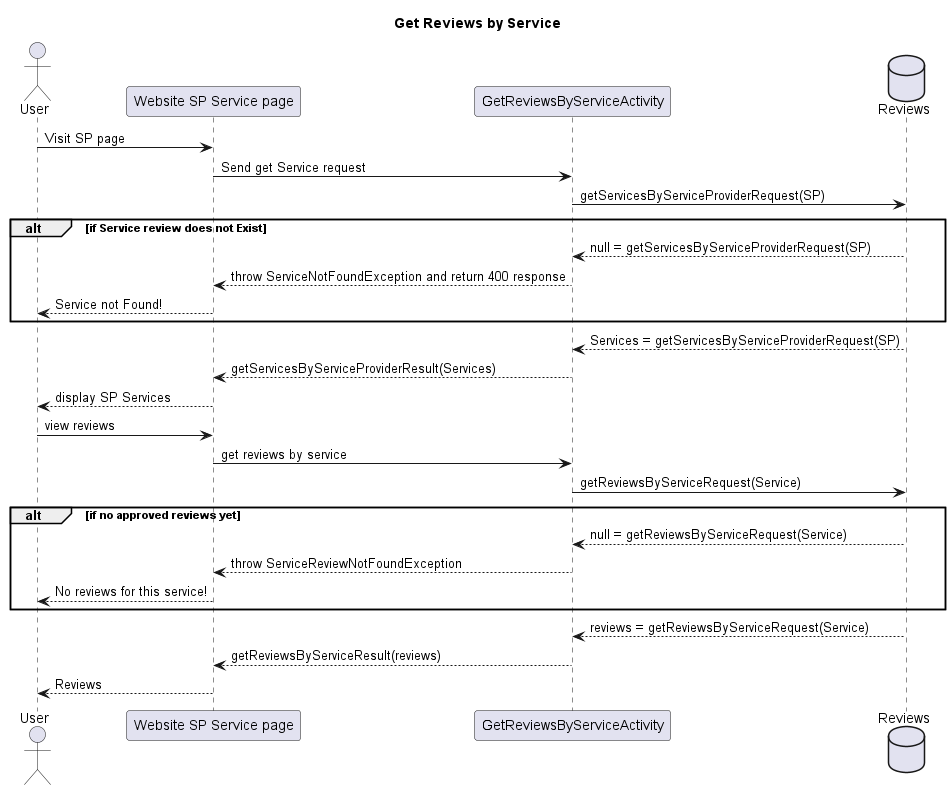 Get Reviews by Service
User
Website SP Service page
GetReviewsByServiceActivity
Reviews
Visit SP page
Send get Service request
getServicesByServiceProviderRequest(SP)
alt
[if Service review does not Exist]
null = getServicesByServiceProviderRequest(SP)
throw ServiceNotFoundException and return 400 response
Service not Found!
Services = getServicesByServiceProviderRequest(SP)
getServicesByServiceProviderResult(Services)
display SP Services
view reviews
get reviews by service
getReviewsByServiceRequest(Service)
alt
[if no approved reviews yet]
null = getReviewsByServiceRequest(Service)
throw ServiceReviewNotFoundException
No reviews for this service!
reviews = getReviewsByServiceRequest(Service)
getReviewsByServiceResult(reviews)
Reviews
User
Website SP Service page
GetReviewsByServiceActivity
Reviews